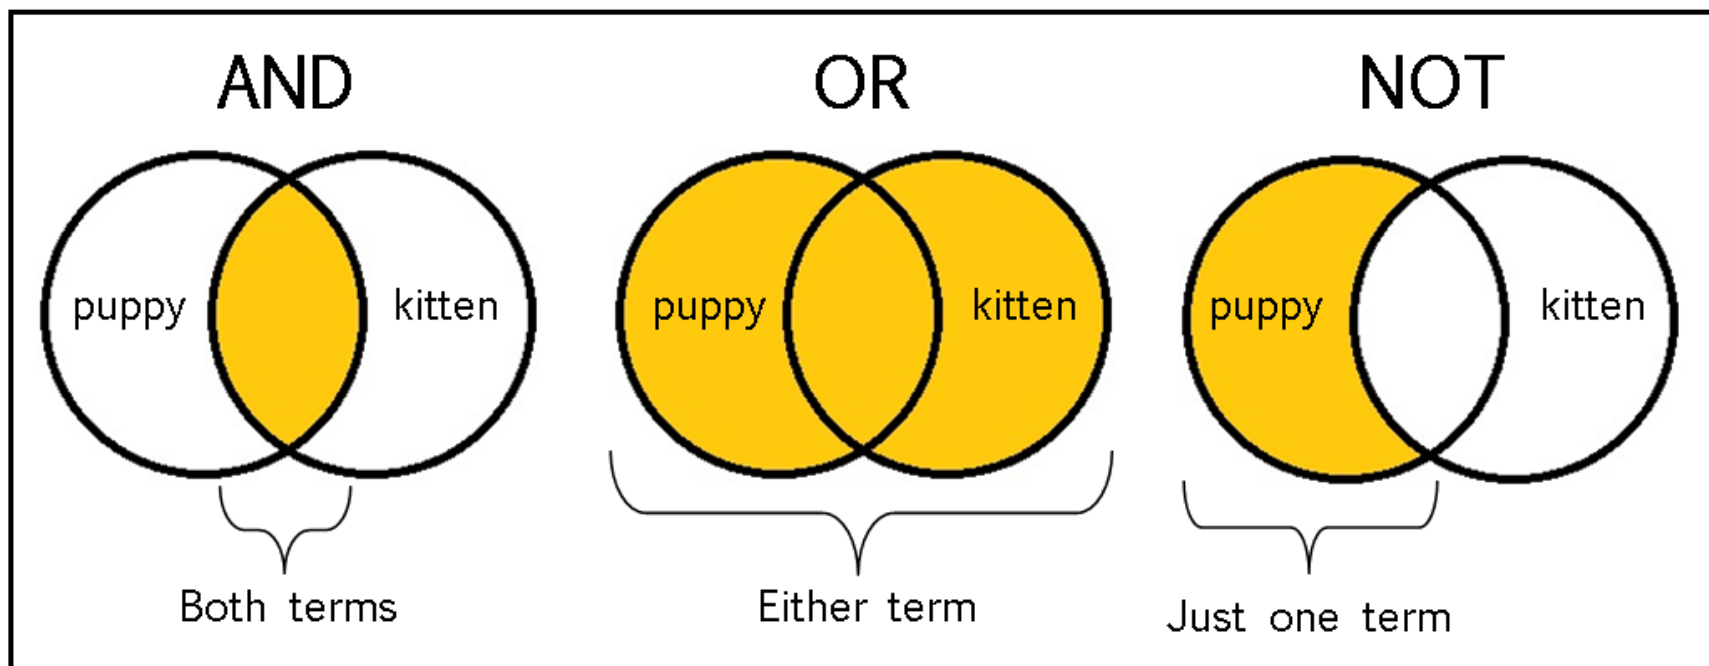 AND
OR
NOT
puppy
kitten
puppy
kitten
puppy
kitten
Both terms
Either term
Just one term